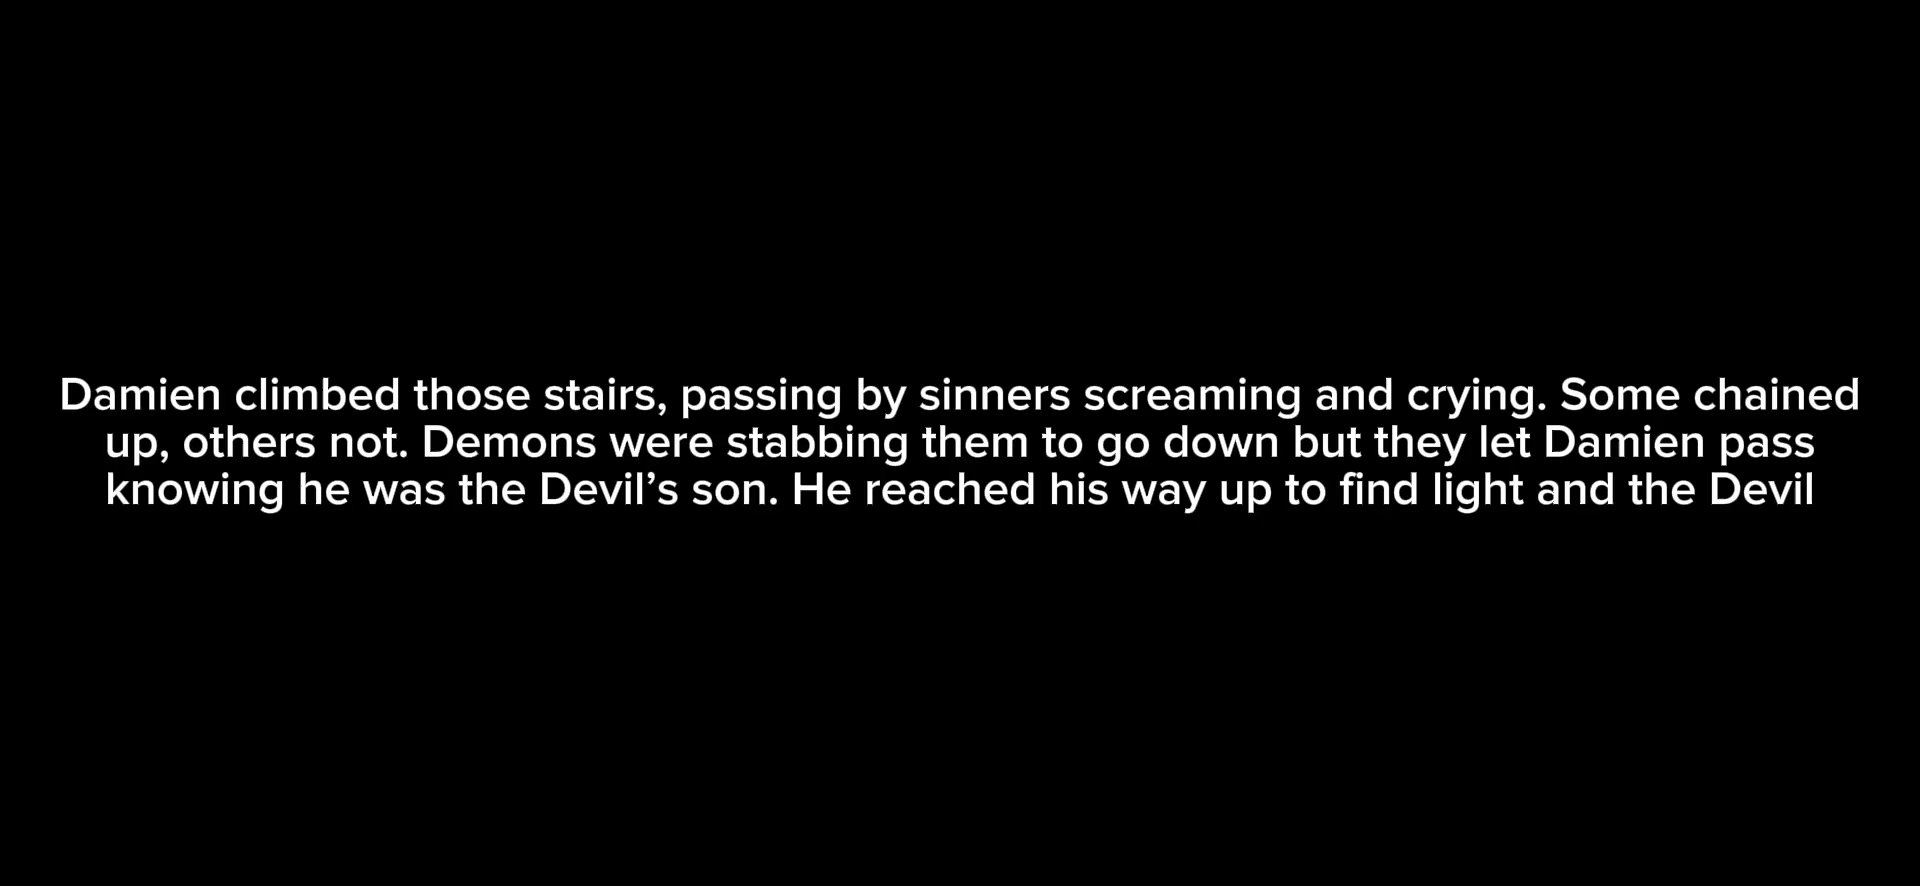 Damien climbed those stairs, passing by sinners screaming and crying. Some chained
up, others not. Demons were stabbing them to go down but they let Damien pass
knowing he was the Devil’s son. He reached his way up to find light and the Devil